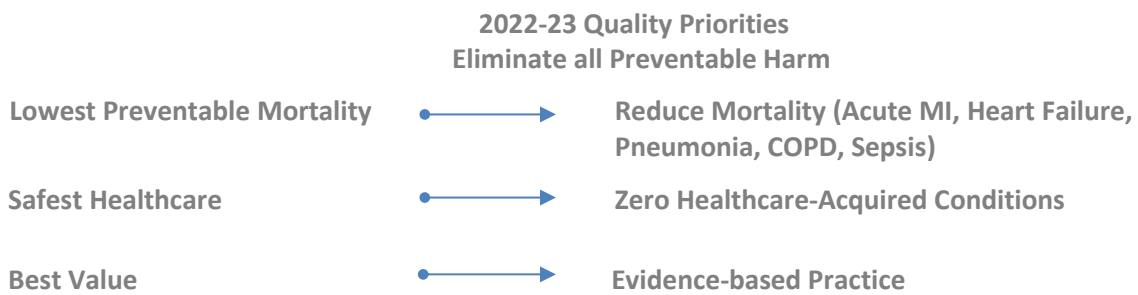 2022-23 Quality Priorities
Eliminate all Preventable Harm
Lowest Preventable Mortality
Reduce Mortality (Acute MI, Heart Failure,
Pneumonia, COPD, Sepsis)
Safest Healthcare
Zero Healthcare-Acquired Conditions
Best Value
Evidence-based Practice